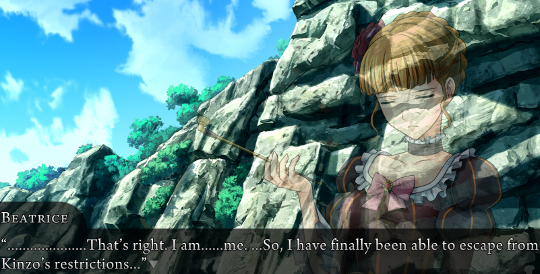 Beatrice
“.....................That’s right. I am......me. ...So, I have finally been able to escape from
Kinzo’s restrictions...”